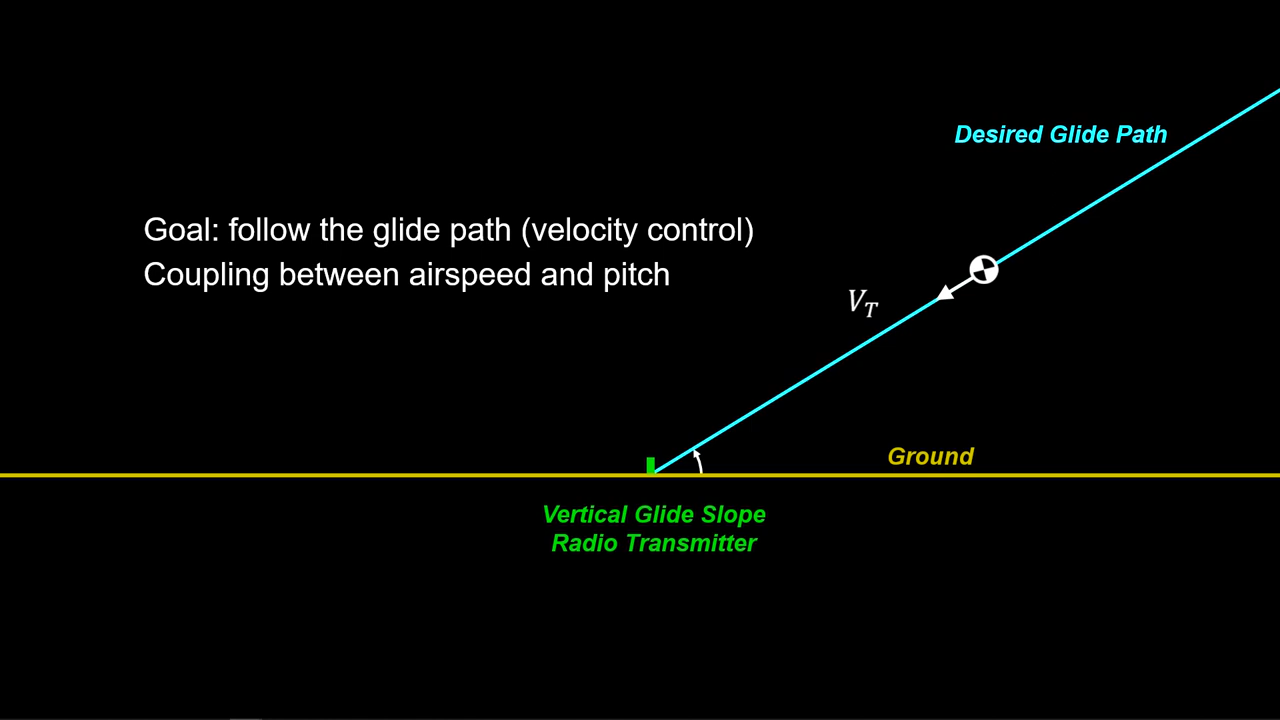 Desired Glide Path
Goal: follow the glide path (velocity control)
Coupling between airspeed and pitch
V_T
Ground
Vertical Glide Slope
Radio Transmitter